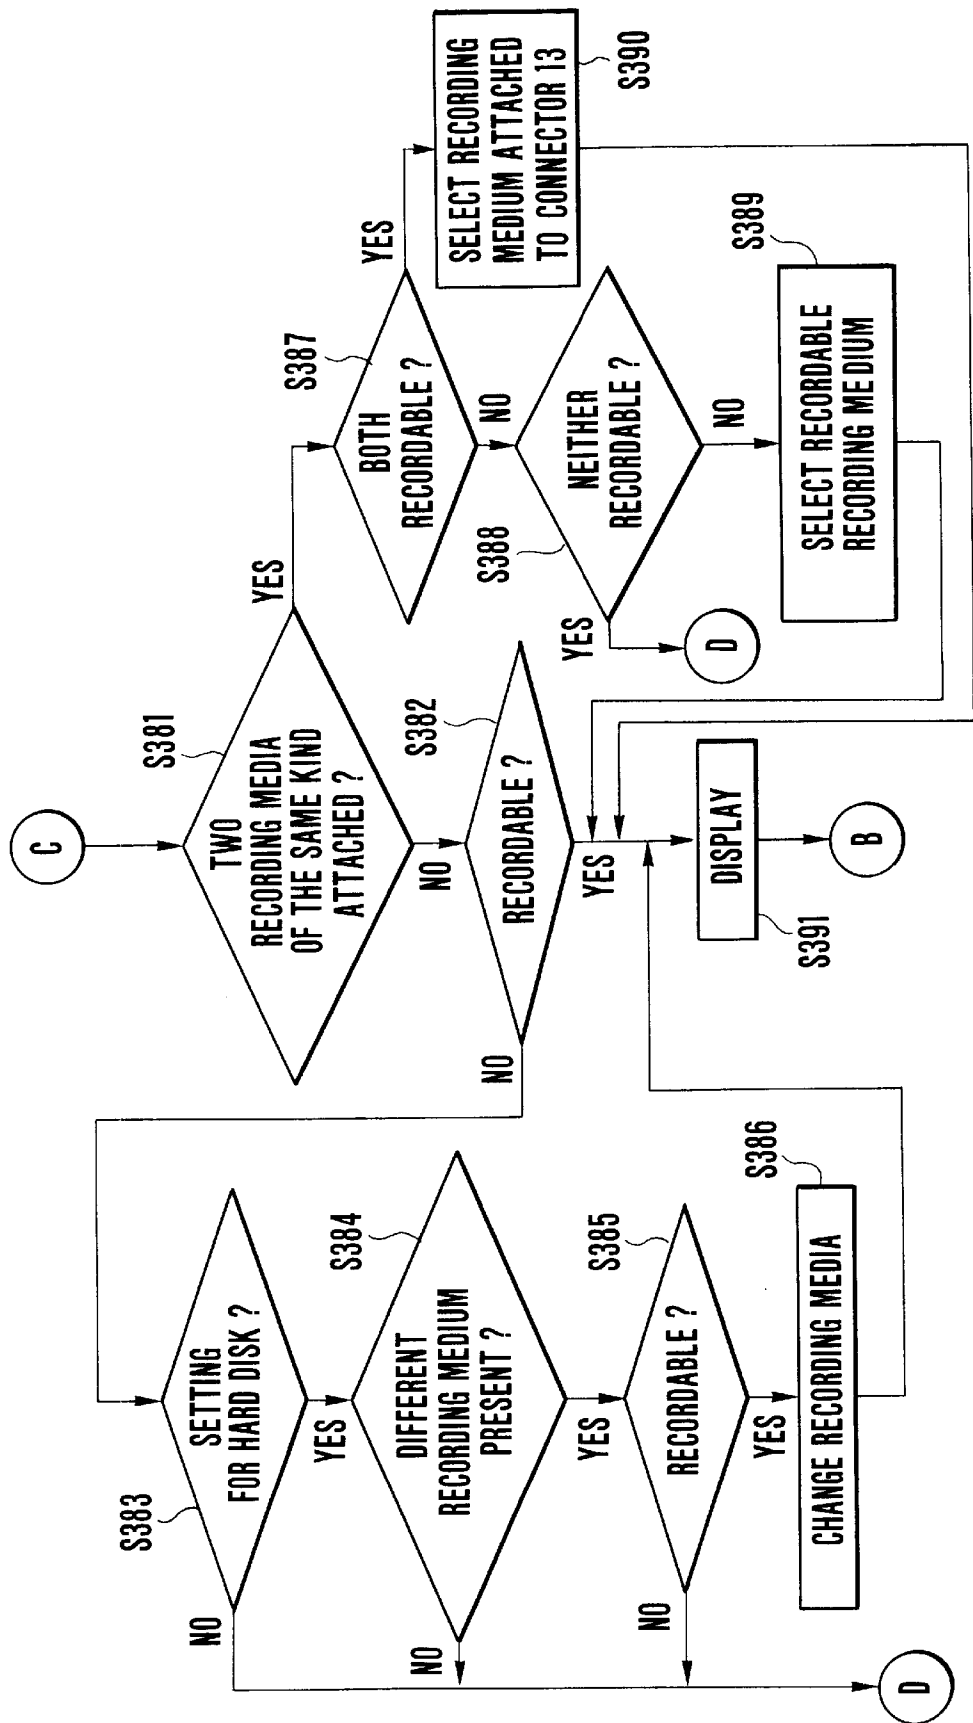 C
S381
TWO
RECORDING MEDIA
OF THE SAME KIND
ATTACHED ?
YES
NO
S382
RECORDABLE ?
YES
NO
S383
SETTING
FOR HARD DISK ?
NO
YES
S384
DIFFERENT
RECORDING MEDIUM
PRESENT ?
NO
YES
S385
RECORDABLE ?
NO
YES
S386
CHANGE RECORDING MEDIA
D
S387
BOTH
RECORDABLE ?
YES
NO
S388
NEITHER
RECORDABLE ?
YES
NO
D
S389
SELECT RECORDABLE
RECORDING MEDIUM
SELECT RECORDING
MEDIUM ATTACHED
TO CONNECTOR 13
S390
DISPLAY
S391
B